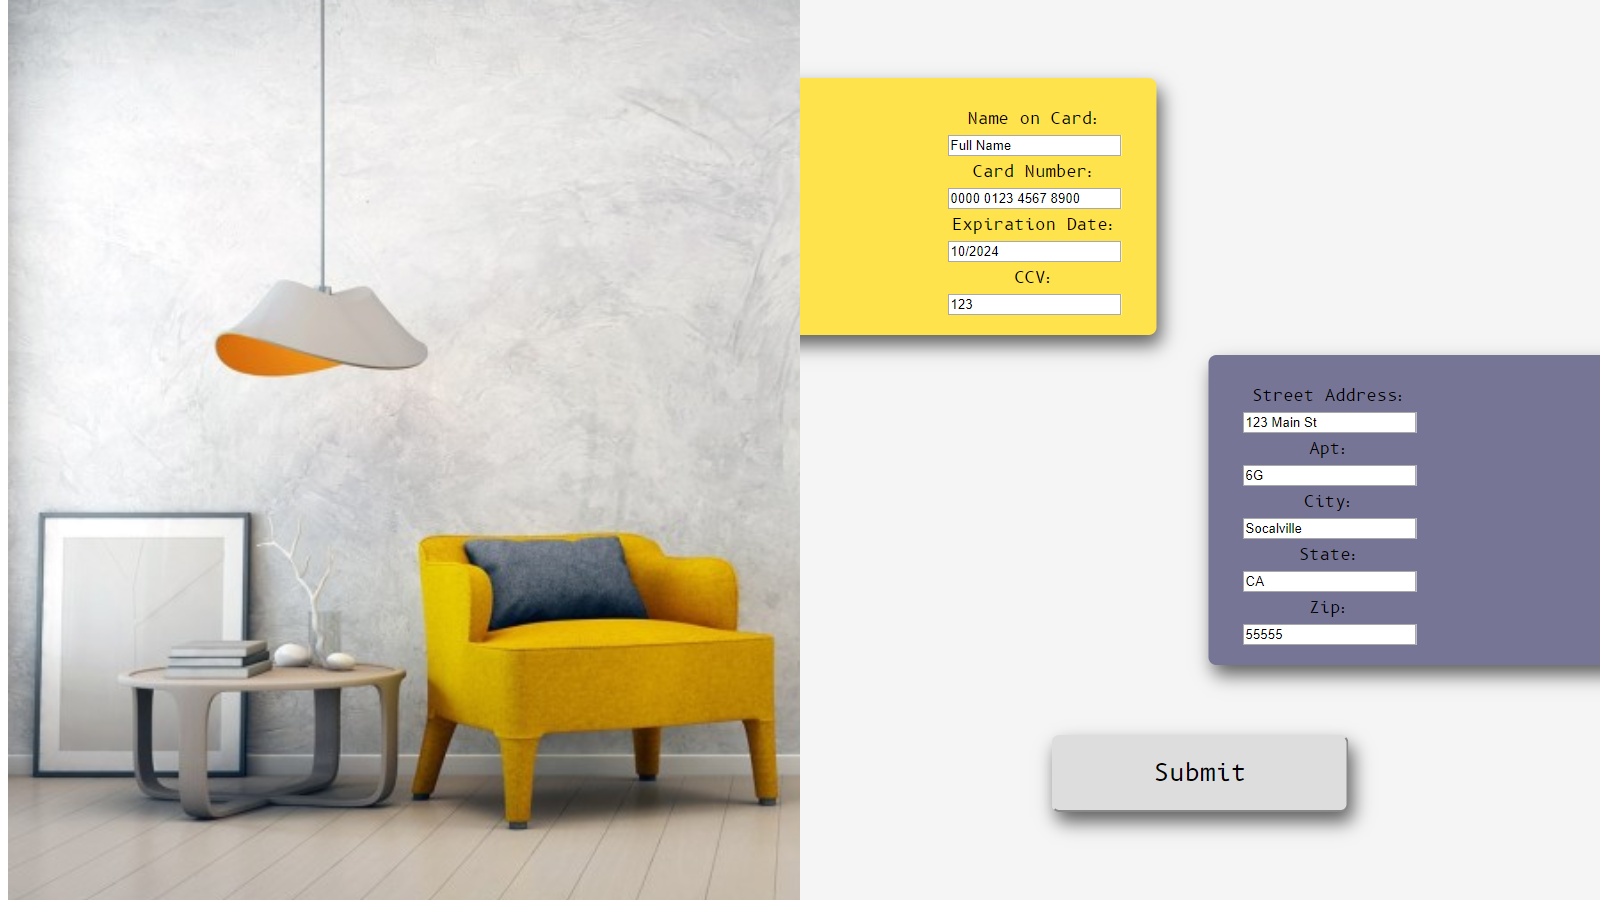 Name on Card:
Full Name
Card Number:
0000 0123 4567 8900
Expiration Date:
10/2024
CCV:
123
Street Address:
123 Main St
Apt:
6G
City:
Socalville
State:
CA
Zip:
55555
Submit